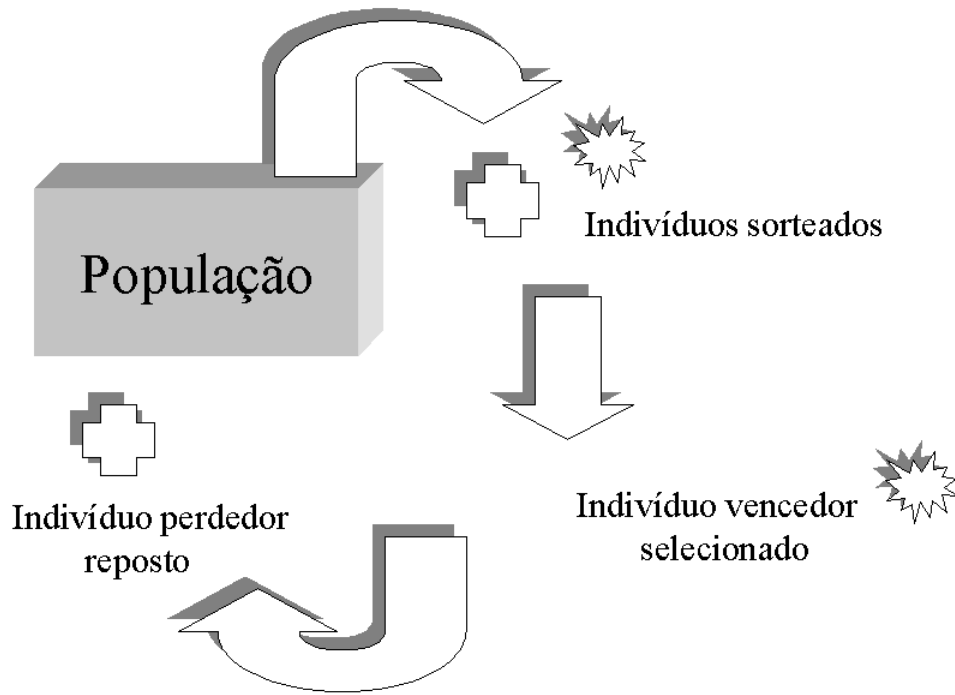 População
Indivíduos sorteados
Indivíduo perdedor
reposto
Indivíduo vencedor
selecionado